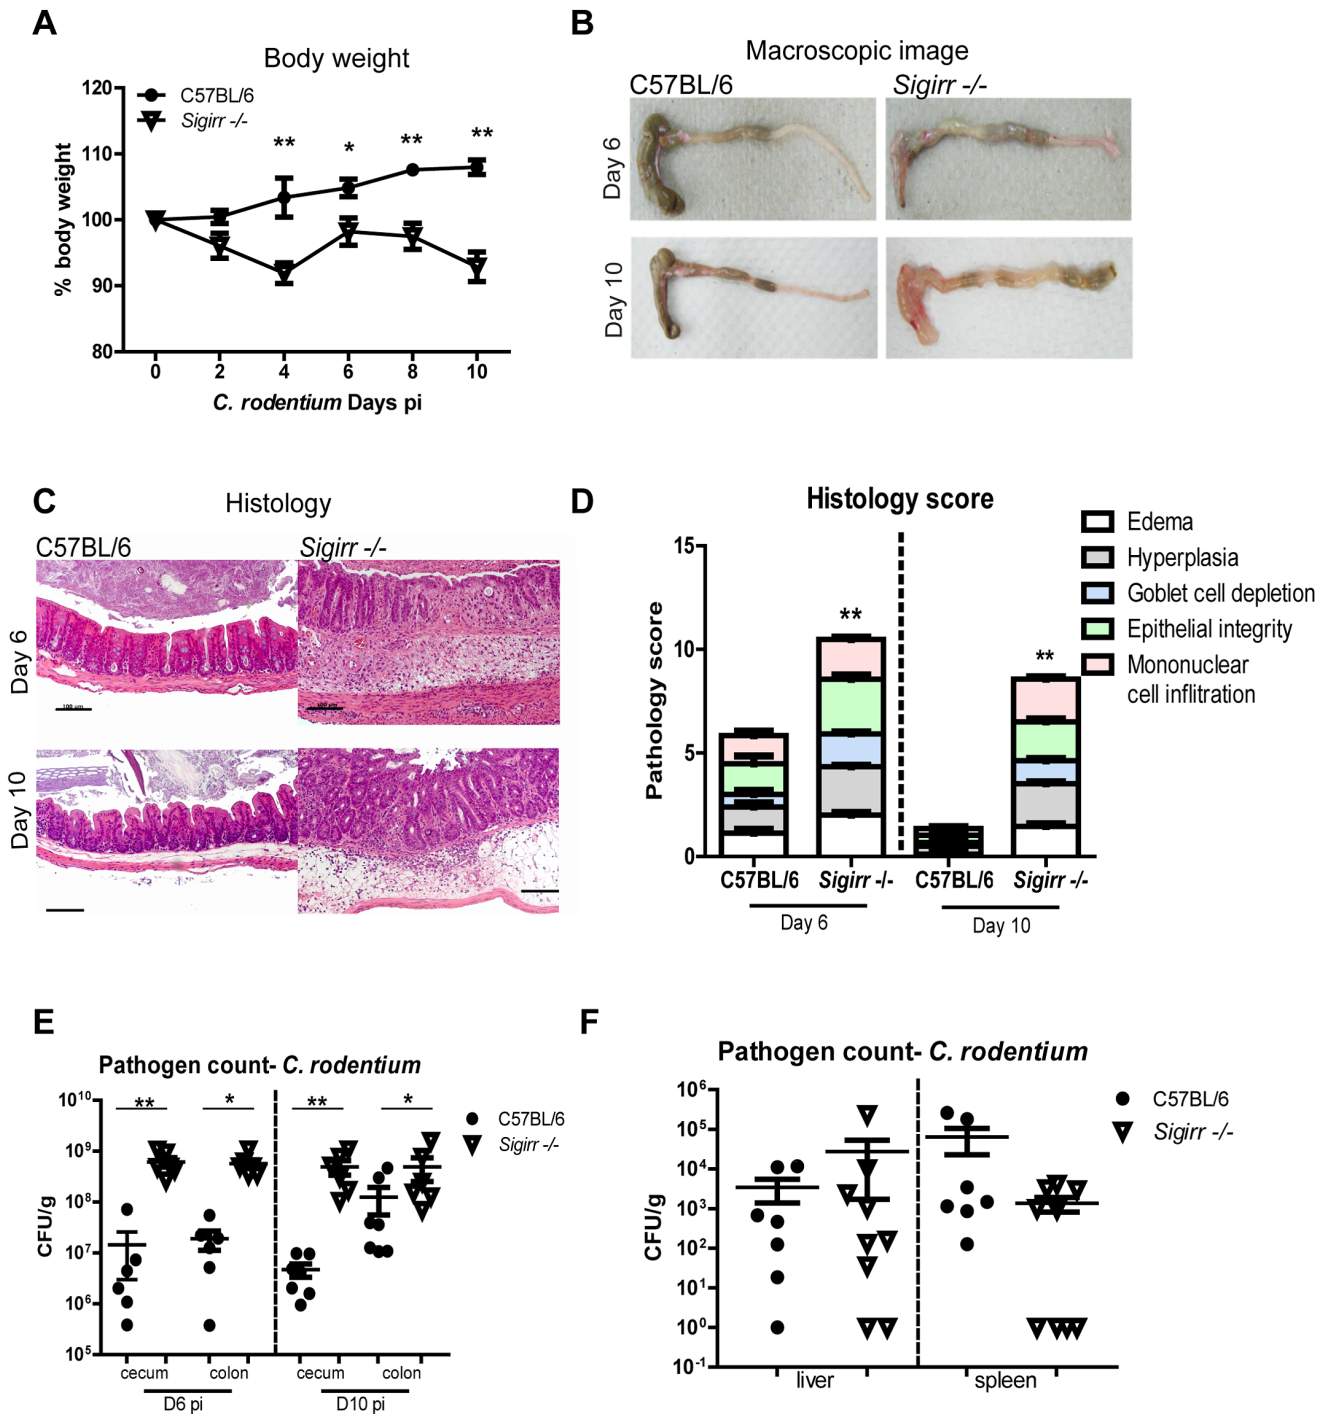 A
Body weight
C57BL/6
Sigirr -/-
120
110
100
90
80
% body weight
** * ** **
0 2 4 6 8 10
C. rodentium Days pi
B
Macroscopic image
C57BL/6 Sigirr -/-
Day 6
Day 10
C
Histology
C57BL/6 Sigirr -/-
Day 6
Day 10
100 µm
100 µm
D
Histology score
Edema
Hyperplasia
Goblet cell depletion
Epithelial integrity
Mononuclear
cell inflitration
15
10
5
0
Pathology score
** **
C57BL/6 Sigirr -/- C57BL/6 Sigirr -/-
Day 6 Day 10
E
Pathogen count- C. rodentium
C57BL/6
Sigirr -/-
10^10
10^9
10^8
10^7
10^6
10^5
CFU/g
** * ** *
cecum colon cecum colon
D6 pi D10 pi
F
Pathogen count- C. rodentium
C57BL/6
Sigirr -/-
10^6
10^5
10^4
10^3
10^2
10^1
10^0
10^-1
CFU/g
liver spleen